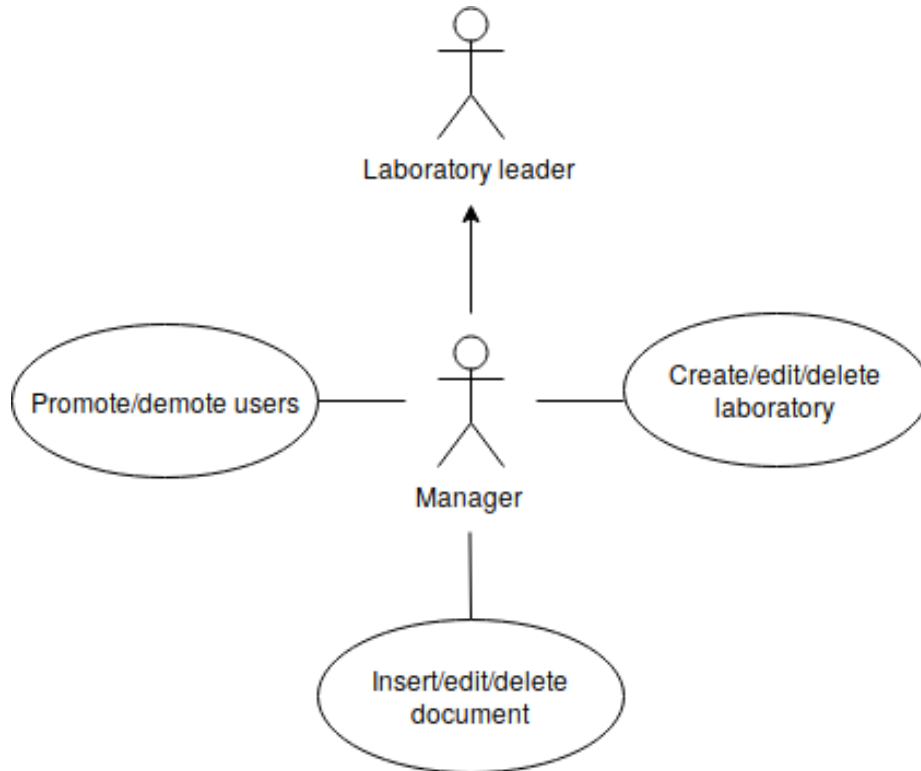 Laboratory leader
Promote/demote users
Create/edit/delete
laboratory
Manager
Insert/edit/delete
document